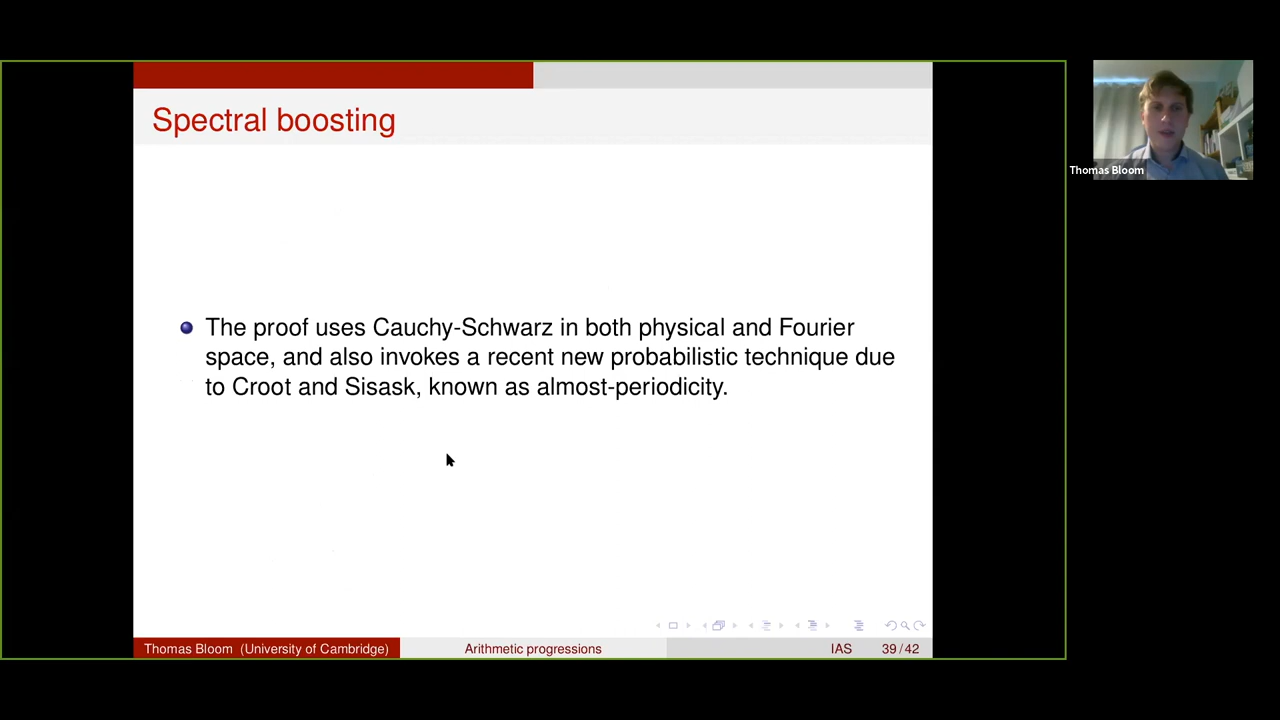 Spectral boosting
The proof uses Cauchy-Schwarz in both physical and Fourier
space, and also invokes a recent new probabilistic technique due
to Croot and Sisask, known as almost-periodicity.
Thomas Bloom (University of Cambridge)
Arithmetic progressions
IAS
39/42
Thomas Bloom